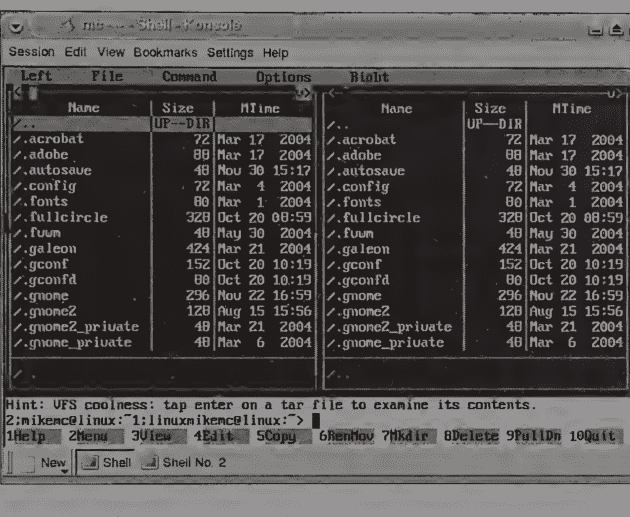 mc - Shell - Konsole
Session Edit View Bookmarks Settings Help
Left File Command Options Right
Name Size MTime Name Size MTime
/.. UP--DIR /.. UP--DIR
/.acrobat 72 Mar 17 2004 /.acrobat 72 Mar 17 2004
/.adobe 80 Mar 17 2004 /.adobe 80 Mar 17 2004
/.autosave 48 Nov 30 15:17 /.autosave 48 Nov 30 15:17
/.config 72 Mar 4 2004 /.config 72 Mar 4 2004
/.fonts 80 Mar 1 2004 /.fonts 80 Mar 1 2004
/.fullcircle 328 Oct 20 08:59 /.fullcircle 328 Oct 20 08:59
/.fvwm 48 May 30 2004 /.fvwm 48 May 30 2004
/.galeon 424 Mar 21 2004 /.galeon 424 Mar 21 2004
/.gconf 152 Oct 20 10:19 /.gconf 152 Oct 20 10:19
/.gconfd 80 Oct 20 10:19 /.gconfd 80 Oct 20 10:19
/.gnome 296 Nov 22 16:59 /.gnome 296 Nov 22 16:59
/.gnome2 128 Aug 15 15:56 /.gnome2 128 Aug 15 15:56
/.gnome2_private 48 Mar 21 2004 /.gnome2_private 48 Mar 21 2004
/.gnome_private 48 Mar 6 2004 /.gnome_private 48 Mar 6 2004
/.. /..
Hint: VFS coolness: tap enter on a tar file to examine its contents.
2;mikemc@linux:~1;linuxmikemc@linux:~>
1Help 2Menu 3View 4Edit 5Copy 6RenMov 7Mkdir 8Delete 9PullDn 10Quit
New Shell Shell No. 2